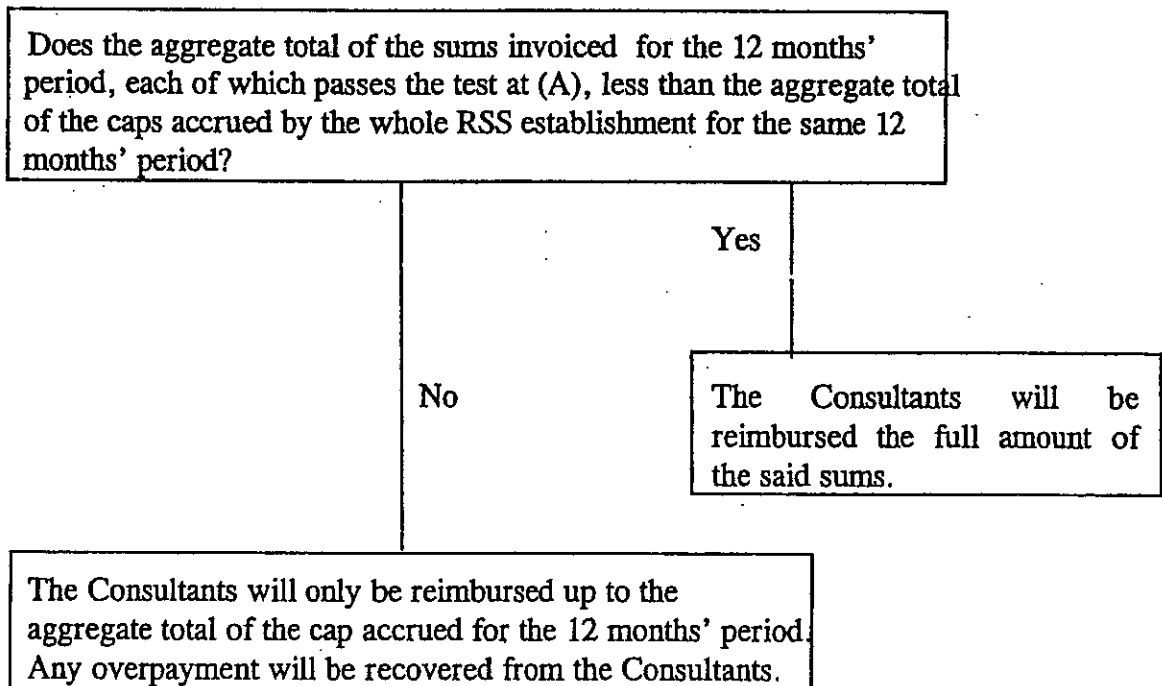 Does the aggregate total of the sums invoiced for the 12 months'
period, each of which passes the test at (A), less than the aggregate total
of the caps accrued by the whole RSS establishment for the same 12
months' period?
Yes
No
The Consultants will be
reimbursed the full amount of
the said sums.
The Consultants will only be reimbursed up to the
aggregate total of the cap accrued for the 12 months' period.
Any overpayment will be recovered from the Consultants.